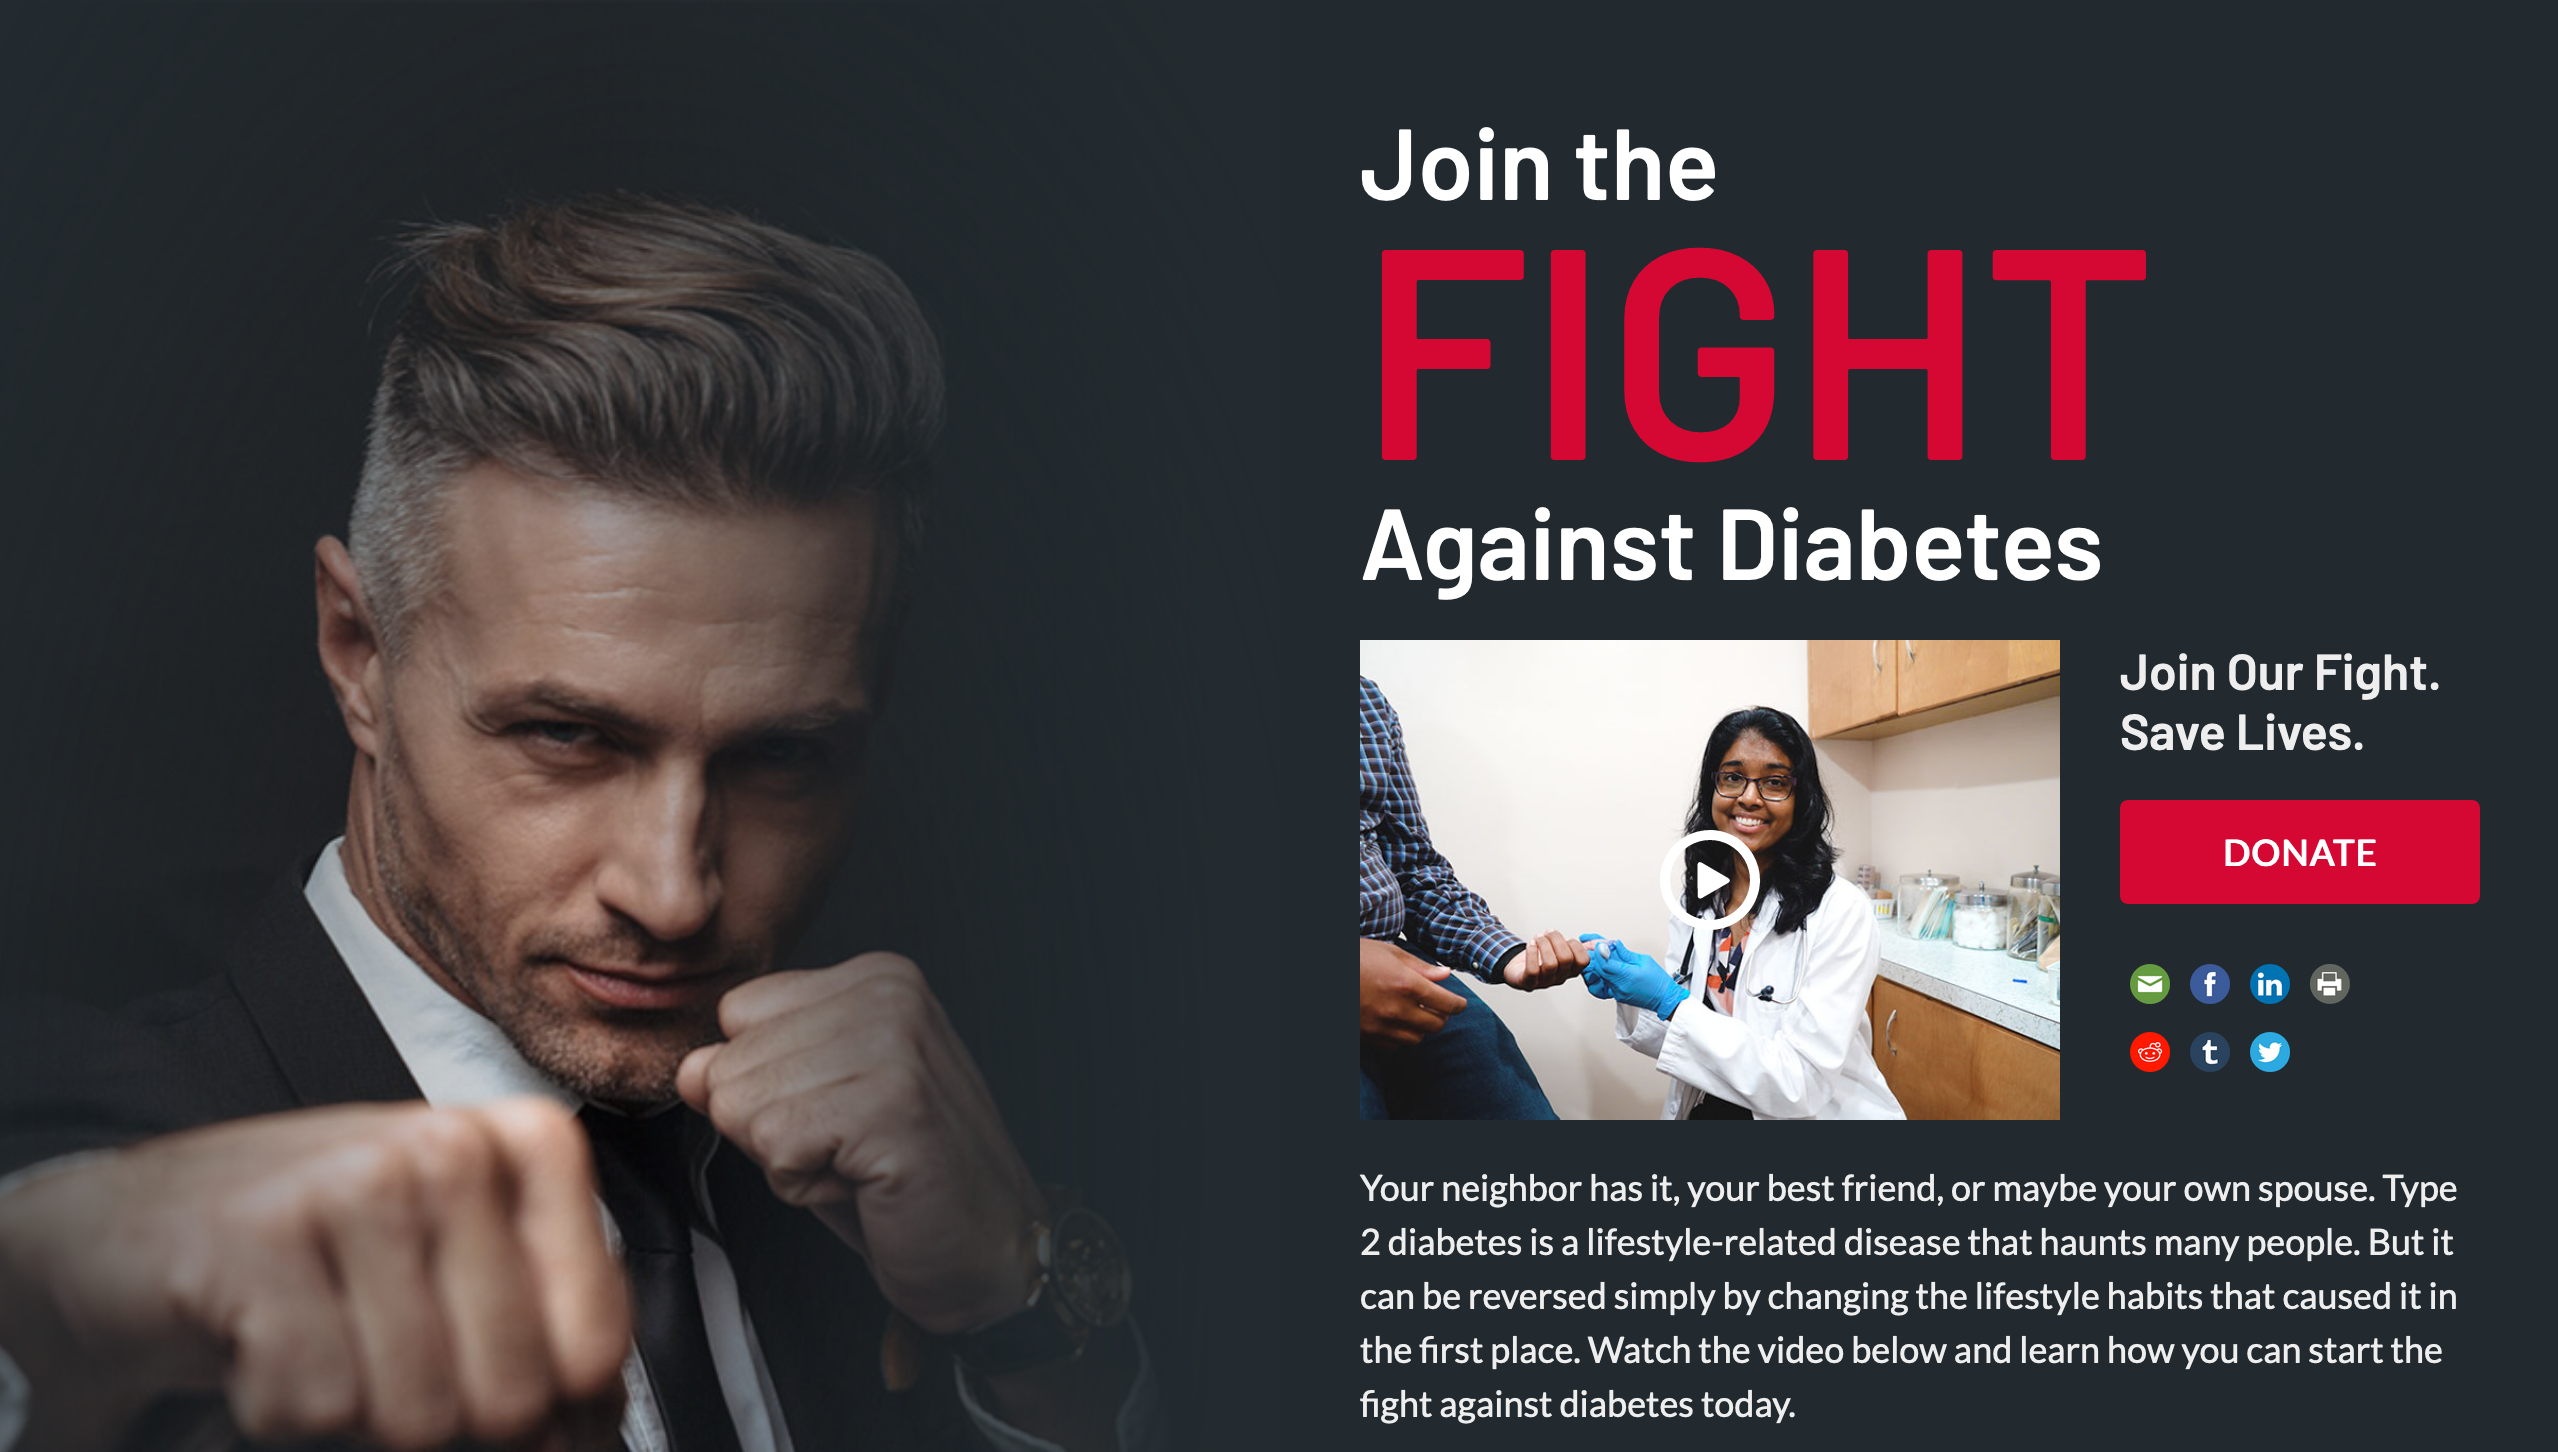 Join the
FIGHT
Against Diabetes
Join Our Fight.
Save Lives.
DONATE
Your neighbor has it, your best friend, or maybe your own spouse. Type
2 diabetes is a lifestyle-related disease that haunts many people. But it
can be reversed simply by changing the lifestyle habits that caused it in
the first place. Watch the video below and learn how you can start the
fight against diabetes today.